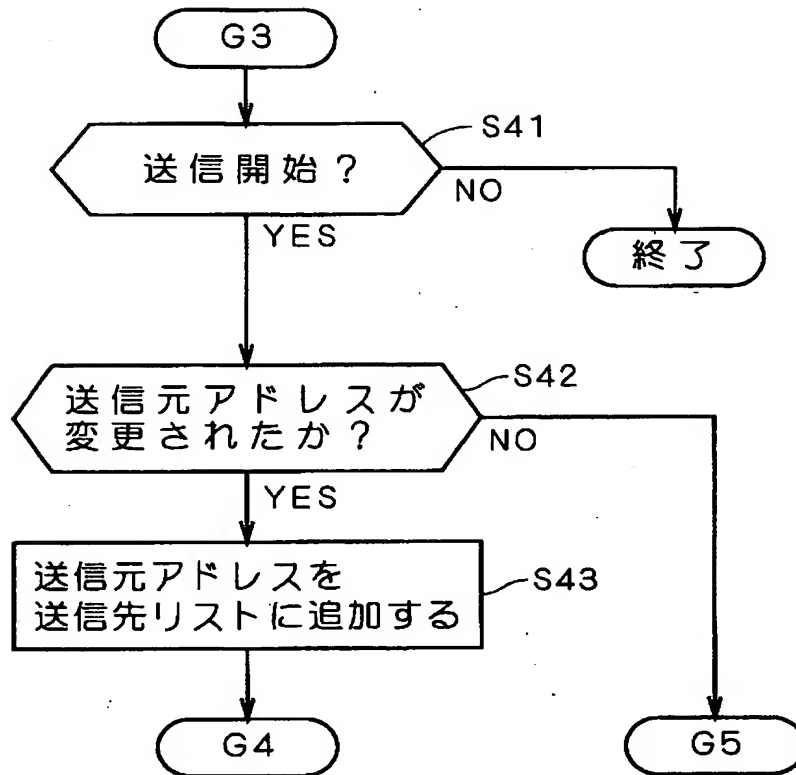 G3
S41
送信開始？
NO
YES
終了
S42
送信元アドレスが
変更されたか？
NO
YES
送信元アドレスを
送信先リストに追加する
S43
G4
G5